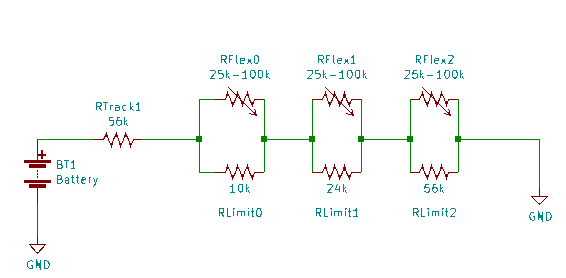 RFlex0
25k-100k
RFlex1
25k-100k
RFlex2
25k-100k
RTrack1
56k
BT1
Battery
10k
24k
56k
RLimit0
RLimit1
RLimit2
GND
GND